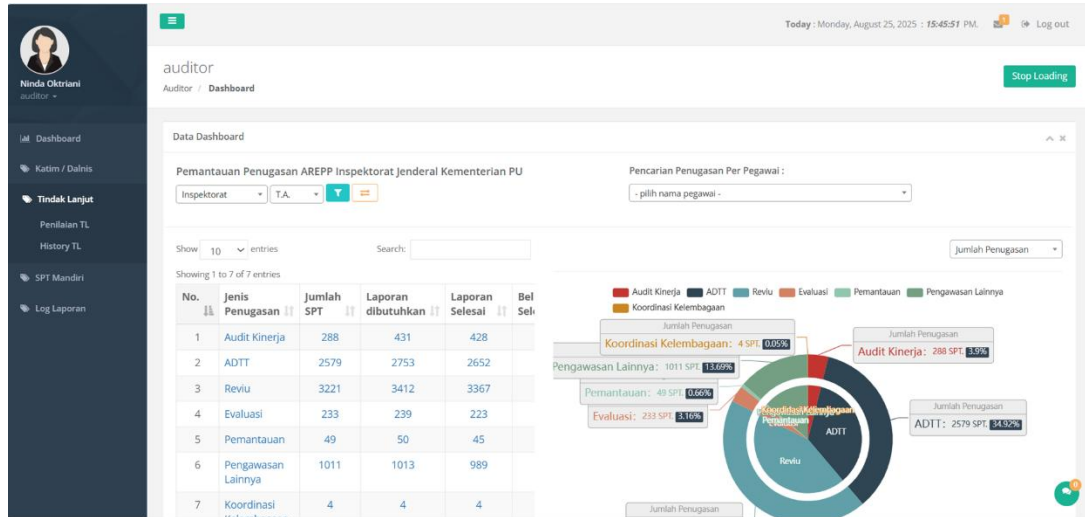 Today : Monday, August 25, 2025 : 15:45:51 PM.
1
Log out
Ninda Oktriani
auditor
auditor
Auditor / Dashboard
Stop Loading
Dashboard
Katim / Dalnis
Tindak Lanjut
Penilaian TL
History TL
SPT Mandiri
Log Laporan
Data Dashboard
Pemantauan Penugasan AREPP Inspektorat Jenderal Kementerian PU
Inspektorat
T.A.
Pencarian Penugasan Per Pegawai :
- pilih nama pegawai -
Show 10 entries
Search:
Showing 1 to 7 of 7 entries
No. Jenis Penugasan Jumlah SPT Laporan dibutuhkan Laporan Selesai Bel Sel
1 Audit Kinerja 288 431 428
2 ADTT 2579 2753 2652
3 Reviu 3221 3412 3367
4 Evaluasi 233 239 223
5 Pemantauan 49 50 45
6 Pengawasan Lainnya 1011 1013 989
7 Koordinasi 4 4 4
Jumlah Penugasan
Audit Kinerja ADTT Reviu Evaluasi Pemantauan Pengawasan Lainnya
Koordinasi Kelembagaan
Jumlah Penugasan
Koordinasi Kelembagaan: 4 SPT. 0.05%
Jumlah Penugasan
Audit Kinerja: 288 SPT. 3.9%
Pengawasan Lainnya: 1011 SPT. 13.69%
Pemantauan: 49 SPT. 0.66%
Evaluasi: 233 SPT. 3.16%
Jumlah Penugasan
ADTT: 2579 SPT. 34.92%
Koordinasi Kelembagaan
Pemantauan
ADTT
Reviu
Jumlah Penugasan
0